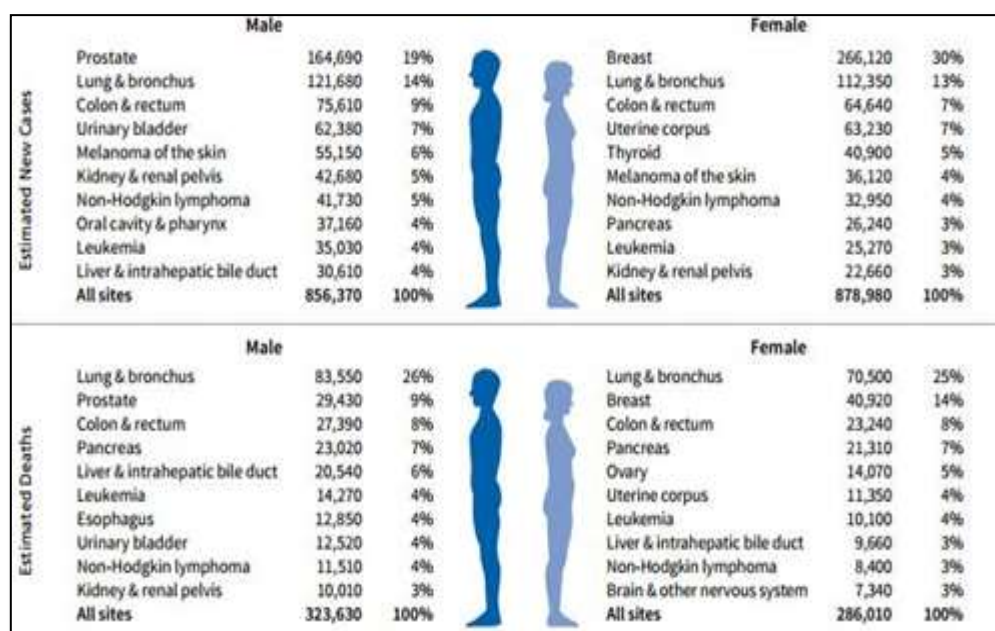 Male
Prostate 164,690 19%
Lung & bronchus 121,680 14%
Colon & rectum 75,610 9%
Urinary bladder 62,380 7%
Melanoma of the skin 55,150 6%
Kidney & renal pelvis 42,680 5%
Non-Hodgkin lymphoma 41,730 5%
Oral cavity & pharynx 37,160 4%
Leukemia 35,030 4%
Liver & intrahepatic bile duct 30,610 4%
All sites 856,370 100%
Female
Breast 266,120 30%
Lung & bronchus 112,350 13%
Colon & rectum 64,640 7%
Uterine corpus 63,230 7%
Thyroid 40,900 5%
Melanoma of the skin 36,120 4%
Non-Hodgkin lymphoma 32,950 4%
Pancreas 26,240 3%
Leukemia 25,270 3%
Kidney & renal pelvis 22,660 3%
All sites 878,980 100%
Estimated New Cases
Male
Lung & bronchus 83,550 26%
Prostate 29,430 9%
Colon & rectum 27,390 8%
Pancreas 23,020 7%
Liver & intrahepatic bile duct 20,540 6%
Leukemia 14,270 4%
Esophagus 12,850 4%
Urinary bladder 12,520 4%
Non-Hodgkin lymphoma 11,510 4%
Kidney & renal pelvis 10,010 3%
All sites 323,630 100%
Female
Lung & bronchus 70,500 25%
Breast 40,920 14%
Colon & rectum 23,240 8%
Pancreas 21,310 7%
Ovary 14,070 5%
Uterine corpus 11,350 4%
Leukemia 10,100 4%
Liver & intrahepatic bile duct 9,660 3%
Non-Hodgkin lymphoma 8,400 3%
Brain & other nervous system 7,340 3%
All sites 286,010 100%
Estimated Deaths